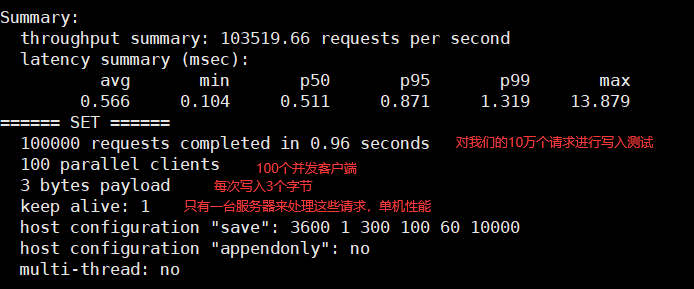 Summary:
throughput summary: 103519.66 requests per second
latency summary (msec):
avg min p50 p95 p99 max
0.566 0.104 0.511 0.871 1.319 13.879
====== SET ======
100000 requests completed in 0.96 seconds 对我们的10万个请求进行写入测试
100 parallel clients 100个并发客户端
3 bytes payload 每次写入3个字节
keep alive: 1 只有一台服务器来处理这些请求，单机性能
host configuration "save": 3600 1 300 100 60 10000
host configuration "appendonly": no
multi-thread: no